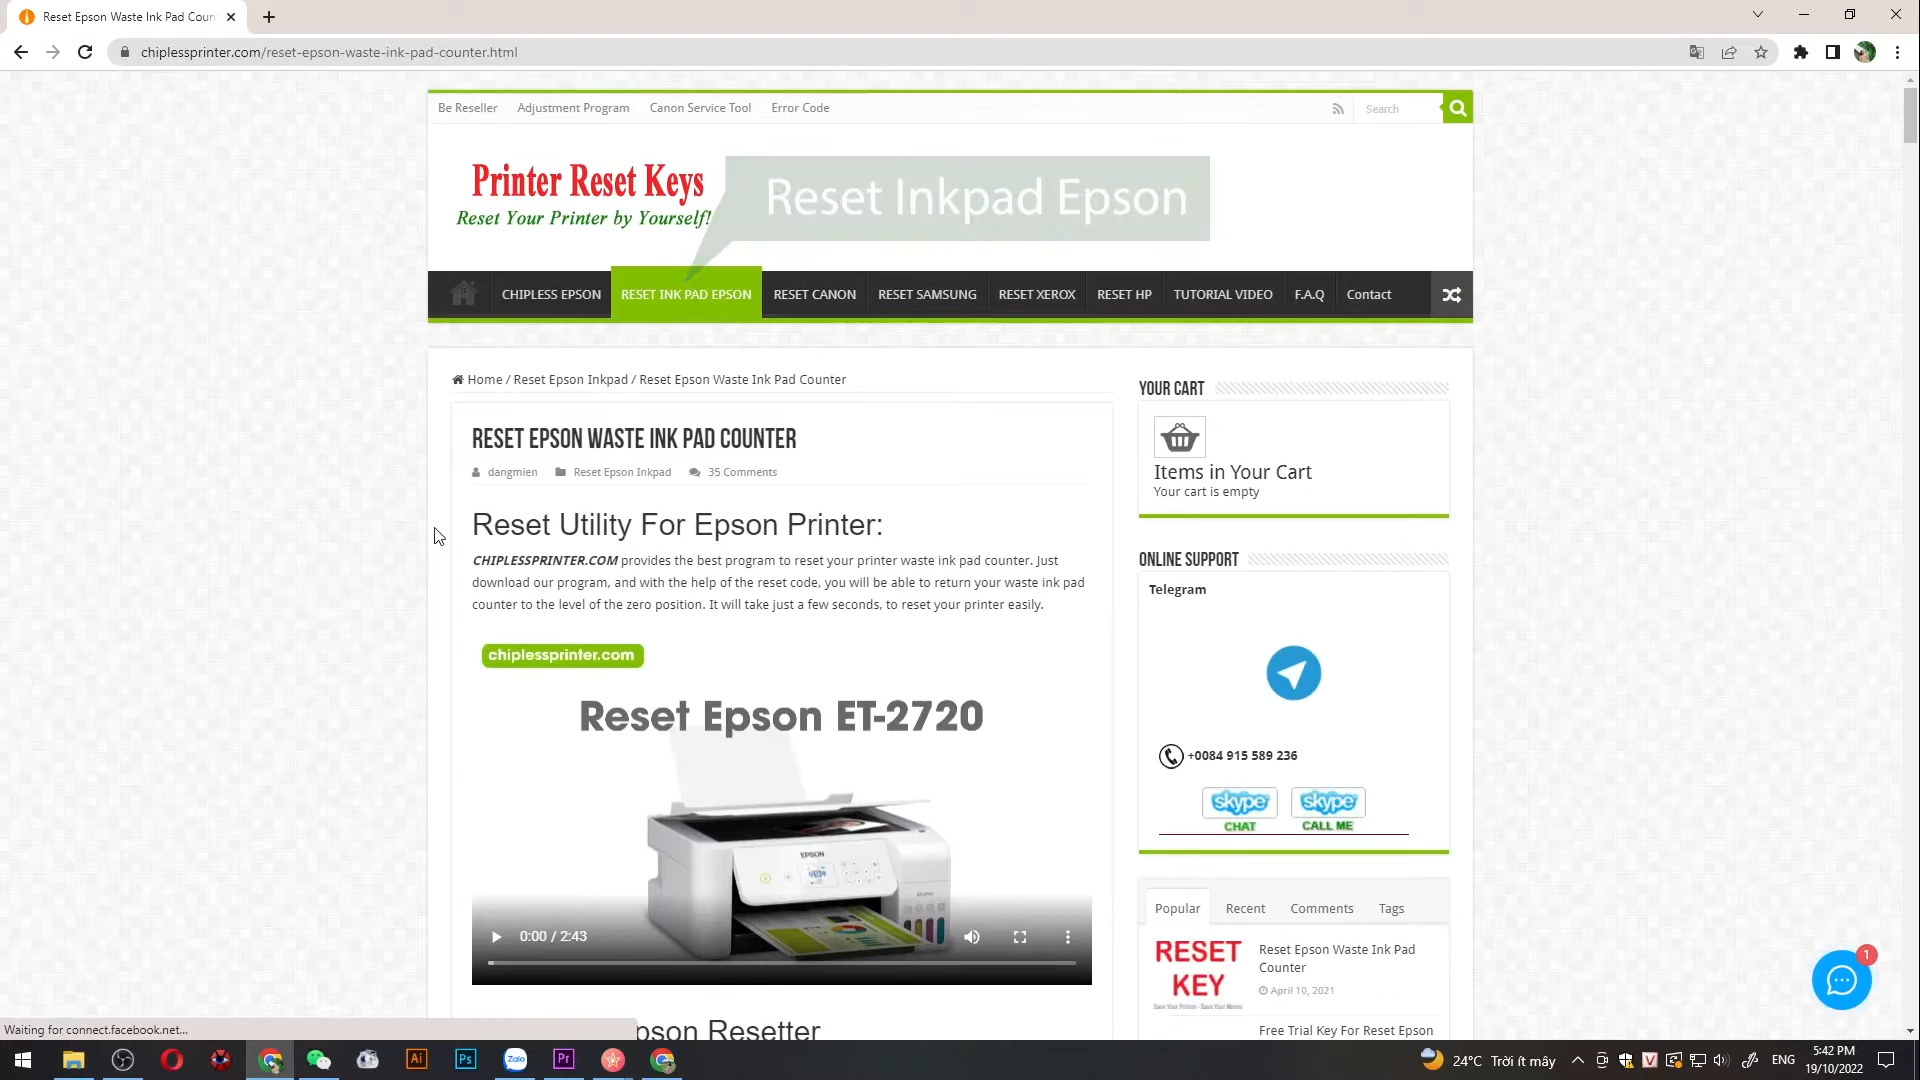 Reset Epson Waste Ink Pad Coun
chiplessprinter.com/reset-epson-waste-ink-pad-counter.html
Be Reseller
Adjustment Program
Canon Service Tool
Error Code
Search
Printer Reset Keys
Reset Your Printer by Yourself!
Reset Inkpad Epson
CHIPLESS EPSON
RESET INK PAD EPSON
RESET CANON
RESET SAMSUNG
RESET XEROX
RESET HP
TUTORIAL VIDEO
F.A.Q
Contact
Home / Reset Epson Inkpad / Reset Epson Waste Ink Pad Counter
RESET EPSON WASTE INK PAD COUNTER
dangmien
Reset Epson Inkpad
35 Comments
Reset Utility For Epson Printer:
CHIPLESSPRINTER.COM provides the best program to reset your printer waste ink pad counter. Just
download our program, and with the help of the reset code, you will be able to return your waste ink pad
counter to the level of the zero position. It will take just a few seconds, to reset your printer easily.
chiplessprinter.com
Reset Epson ET-2720
EPSON
0:00 / 2:43
pson Resetter
YOUR CART
Items in Your Cart
Your cart is empty
ONLINE SUPPORT
Telegram
+0084 915 589 236
skype
CHAT
skype
CALL ME
Popular
Recent
Comments
Tags
RESET
KEY
Save Your Printer - Save Your Money
Reset Epson Waste Ink Pad
Counter
April 10, 2021
Free Trial Key For Reset Epson
1
Waiting for connect.facebook.net...
Ai
Ps
Zalo
Pr
24°C Trời ít mây
V
ENG
5:42 PM
19/10/2022